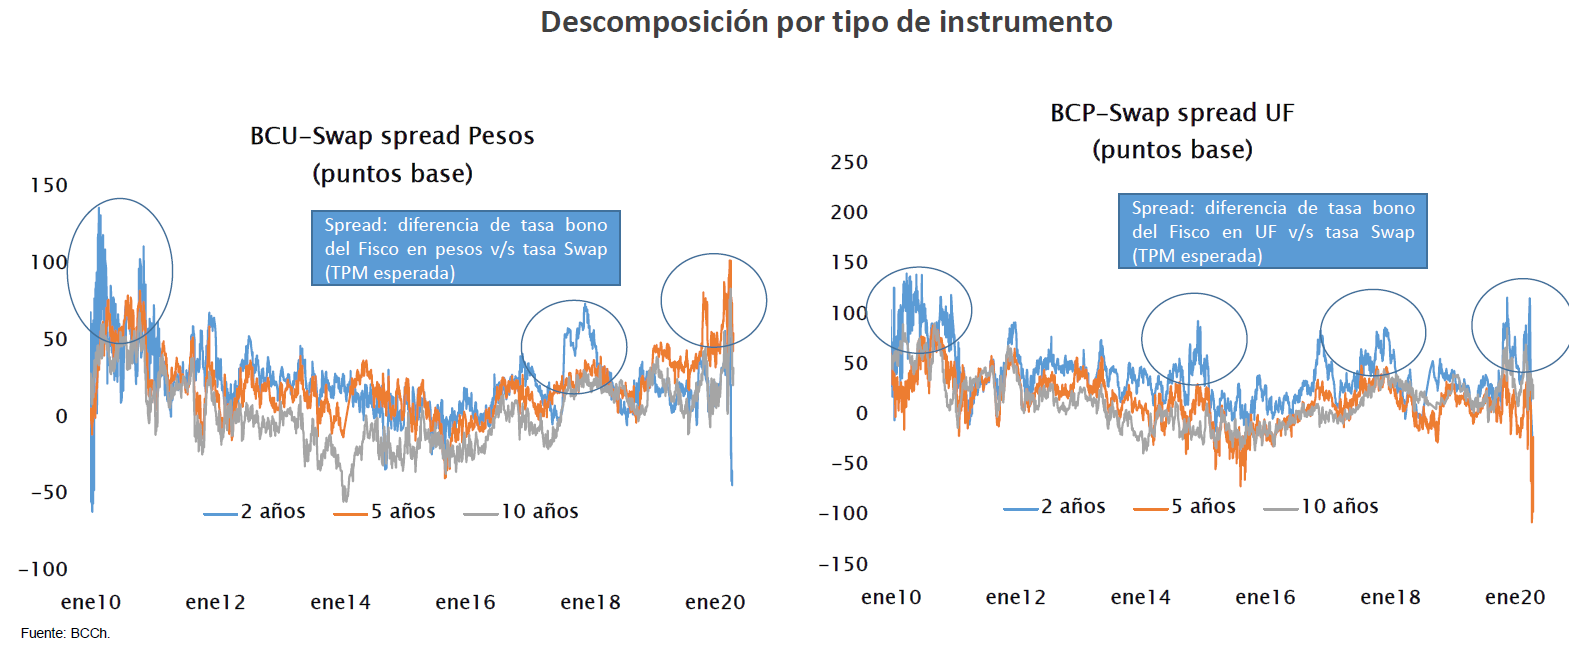 Descomposición por tipo de instrumento
BCU-Swap spread Pesos
(puntos base)
150
100
50
0
-50
-100
Spread: diferencia de tasa bono
del Fisco en pesos v/s tasa Swap
(TPM esperada)
2 años 5 años 10 años
ene10 ene12 ene14 ene16 ene18 ene20
Fuente: BCCh.
BCP-Swap spread UF
(puntos base)
250
200
150
100
50
0
-50
-100
-150
Spread: diferencia de tasa bono
del Fisco en UF v/s tasa Swap
(TPM esperada)
2 años 5 años 10 años
ene10 ene12 ene14 ene16 ene18 ene20